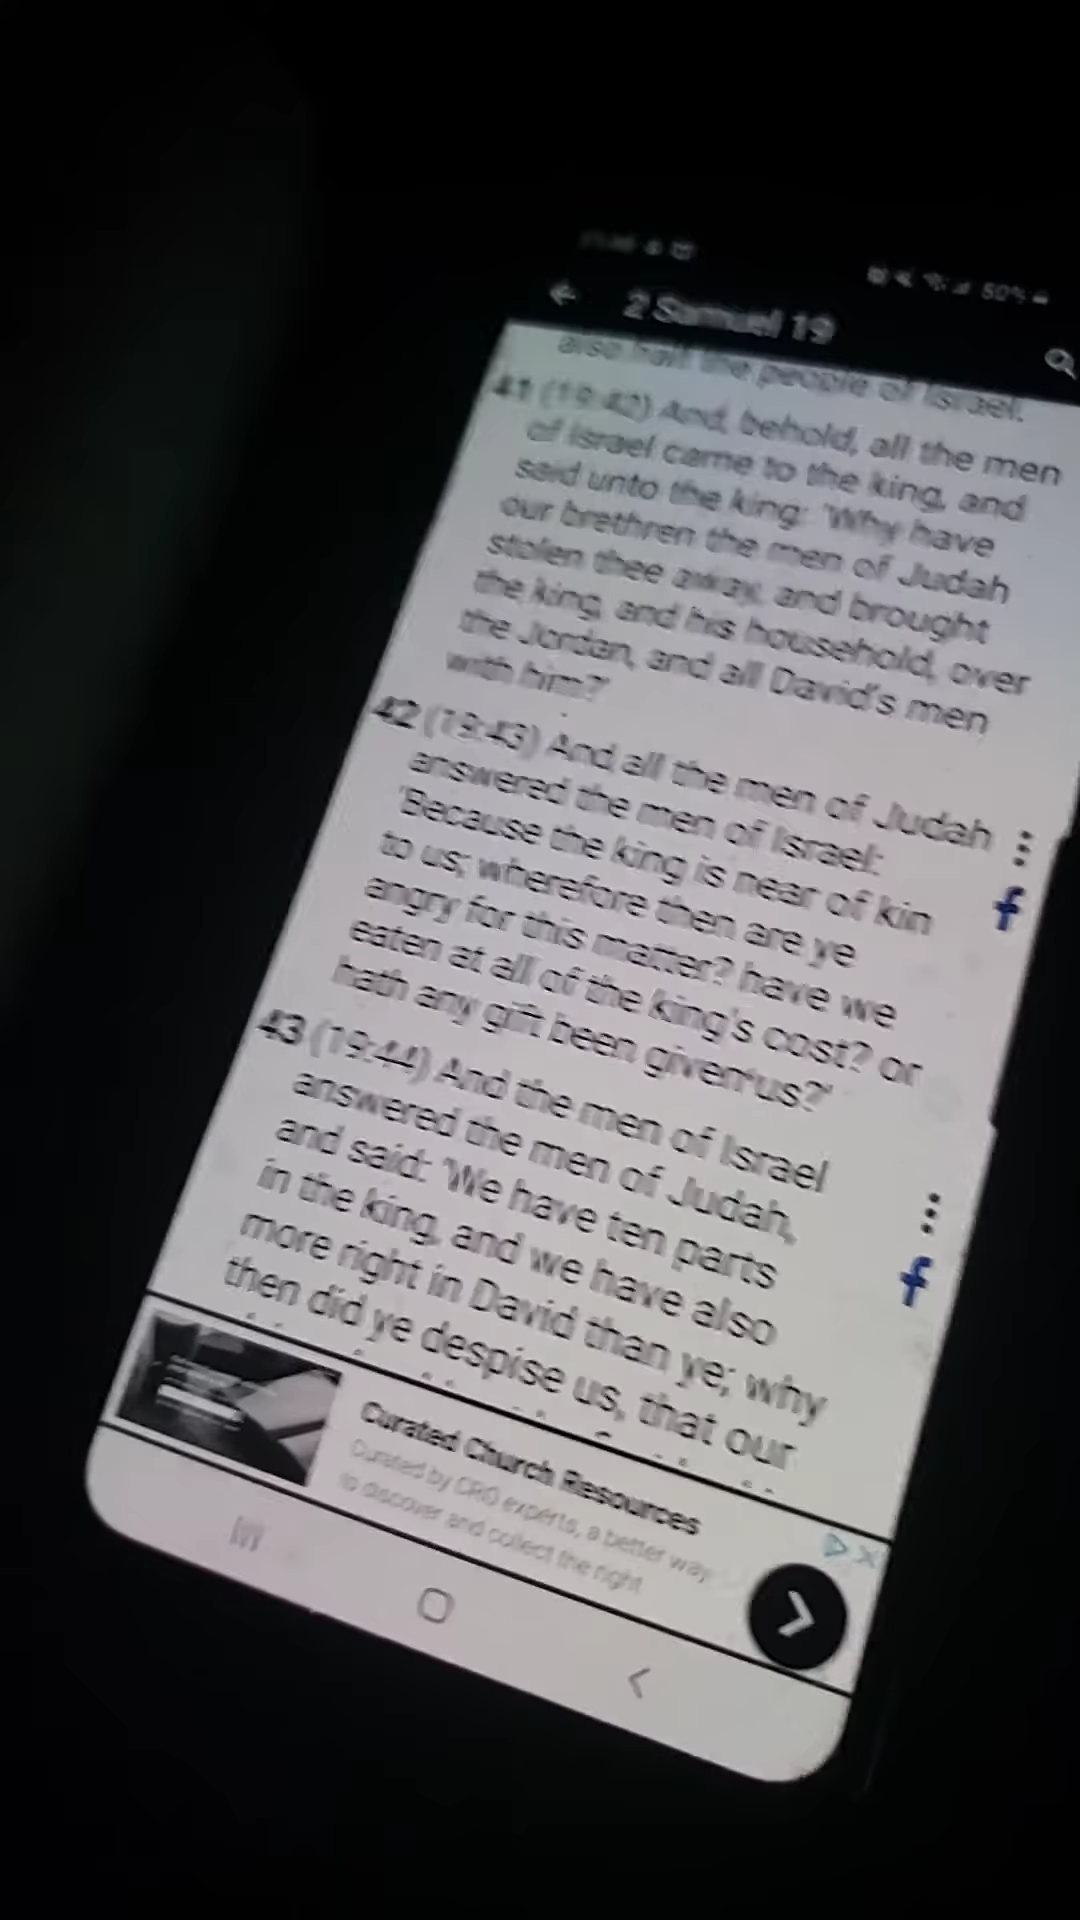 50%
2 Samuel 19
also half the people of Israel.
41 (19:42) And, behold, all the men
of Israel came to the king, and
said unto the king: 'Why have
our brethren the men of Judah
stolen thee away, and brought
the king, and his household, over
the Jordan, and all David's men
with him?'
42 (19:43) And all the men of Judah
answered the men of Israel:
'Because the king is near of kin
to us; wherefore then are ye
angry for this matter? have we
eaten at all of the king's cost? or
hath any gift been given us?'
43 (19:44) And the men of Israel
answered the men of Judah,
and said: 'We have ten parts
in the king, and we have also
more right in David than ye; why
then did ye despise us, that our
Curated Church Resources
Curated by CRO experts, a better way
to discover and collect the right